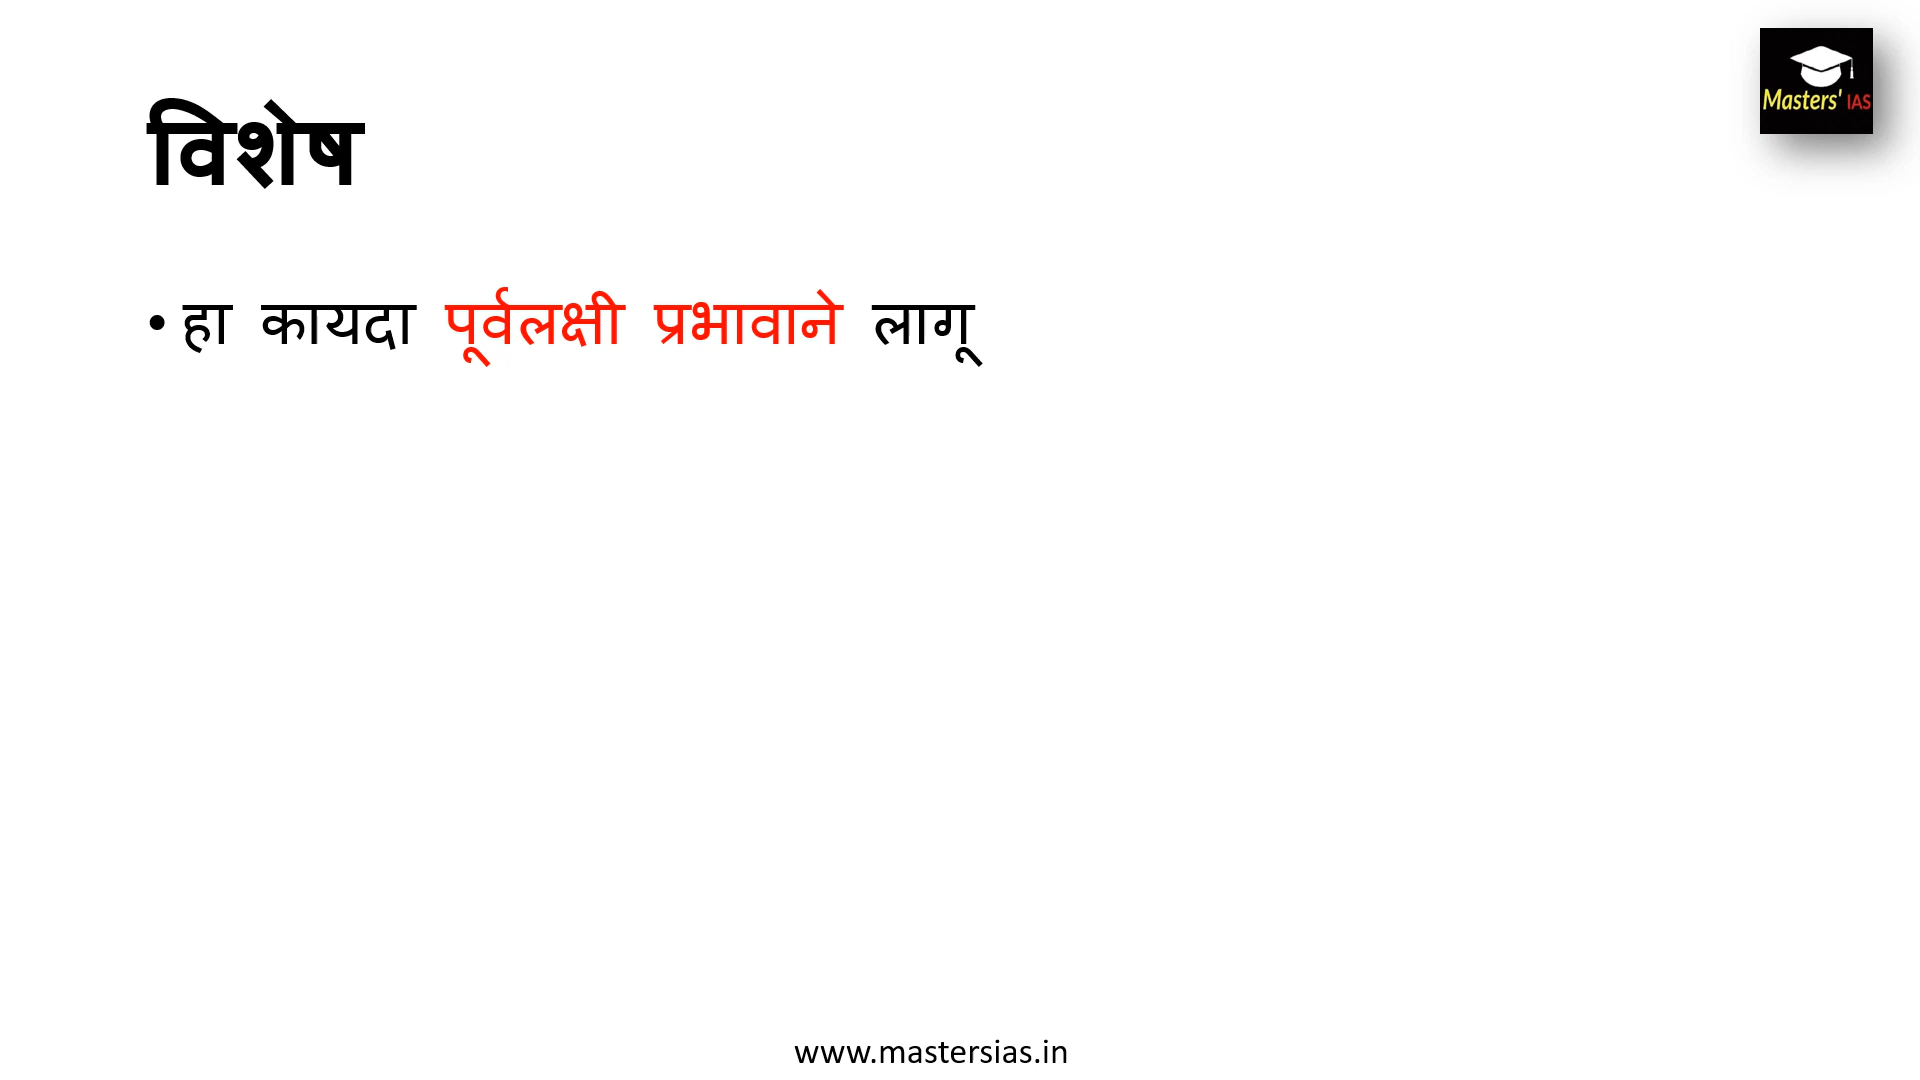 Masters' IAS
विशेष
• हा कायदा पूर्वलक्षी प्रभावाने लागू
www.mastersias.in